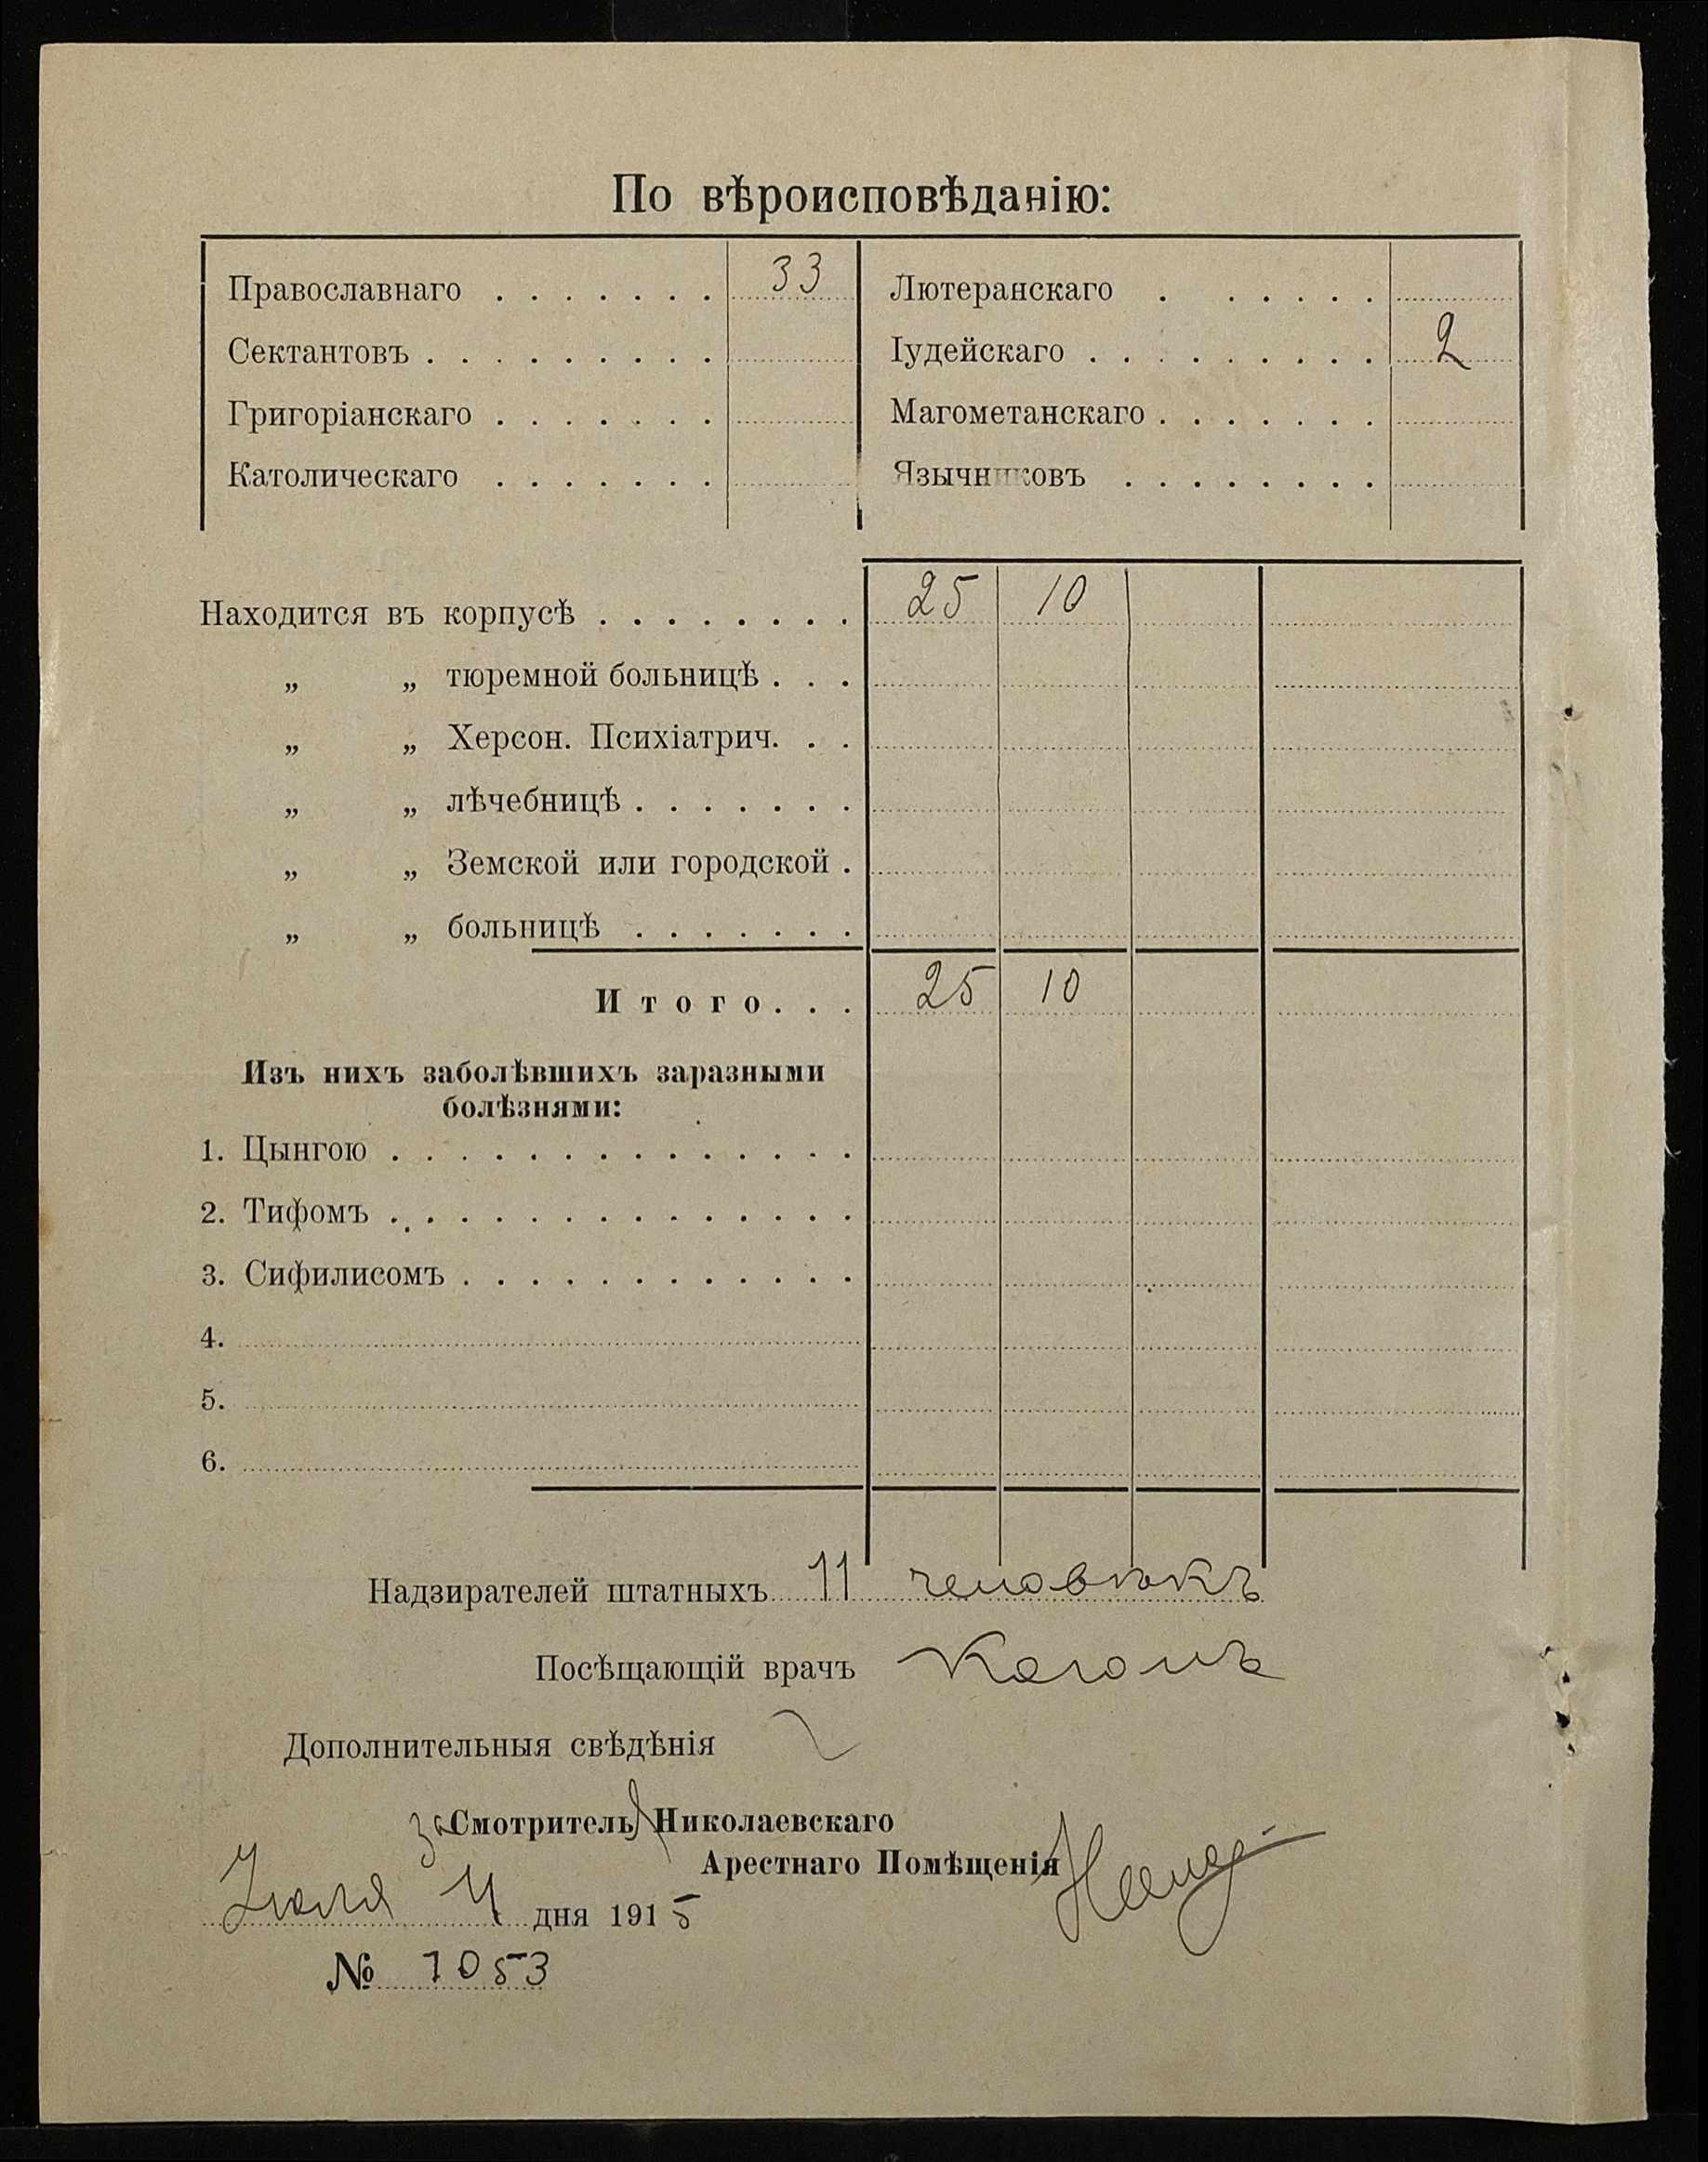 По вѣроисповѣданію:
Православнаго . . . . . . . 33 Лютеранскаго . . . . . .
Сектантовъ . . . . . . . . . Іудейскаго . . . . . . . . . 2
Григоріанскаго . . . . . . . Магометанскаго . . . . . . .
Католическаго . . . . . . . Язычниковъ . . . . . . . .
Находится въ корпусѣ . . . . . . . . 25 10
„ „ тюремной больницѣ . . .
„ „ Херсон. Психіатрич. . .
„ „ лѣчебницѣ . . . . . . .
„ „ Земской или городской .
„ „ больницѣ . . . . . . .
Итого. . . 25 10
Изъ нихъ заболѣвшихъ заразными
болѣзнями:
1. Цынгою . . . . . . . . . . . . . .
2. Тифомъ . . . . . . . . . . . . . .
3. Сифилисомъ . . . . . . . . . . . .
4.
5.
6.
Надзирателей штатныхъ 11 человѣкъ
Посѣщающій врачъ Коганъ
Дополнительныя свѣдѣнія
За Смотрителя Николаевскаго
Арестнаго Помѣщенія
Іюля 4 дня 1915
№ 1053